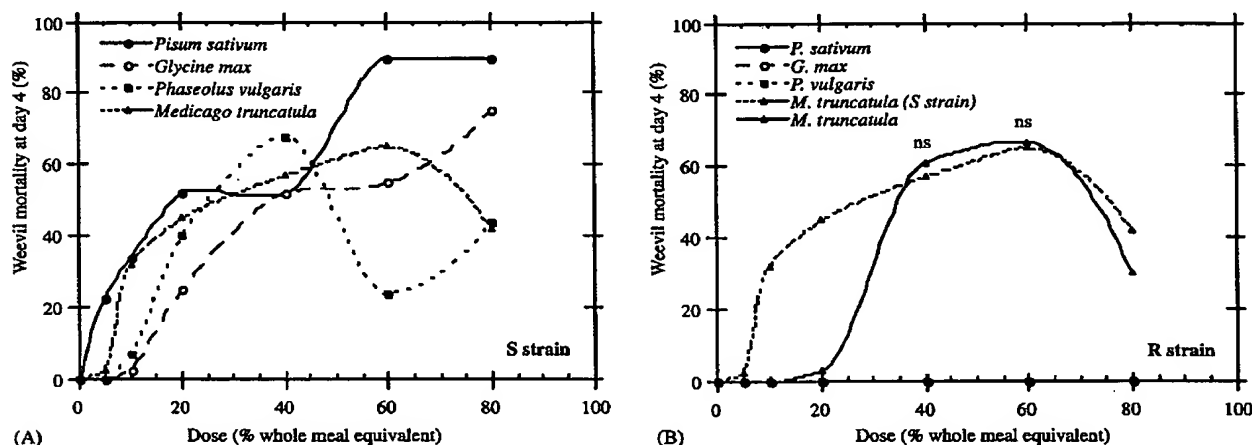 100
80
60
40
20
0
Weevil mortality at day 4 (%)
Pisum sativum
Glycine max
Phaseolus vulgaris
Medicago truncatula
S strain
0 20 40 60 80 100
(A) Dose (% whole meal equivalent)
100
80
60
40
20
0
Weevil mortality at day 4 (%)
P. sativum
G. max
P. vulgaris
M. truncatula (S strain)
M. truncatula
ns
ns
R strain
0 20 40 60 80 100
(B) Dose (% whole meal equivalent)